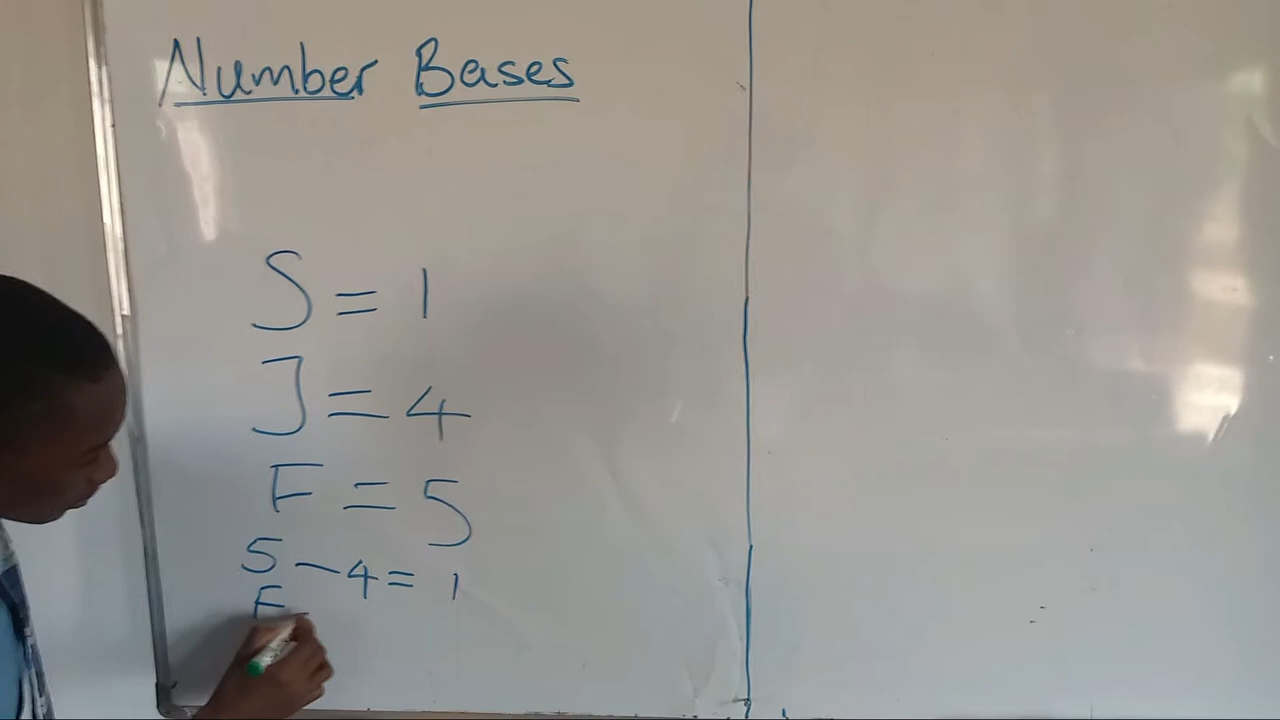 Number Bases
S = 1
J = 4
F = 5
5 - 4 = 1
F